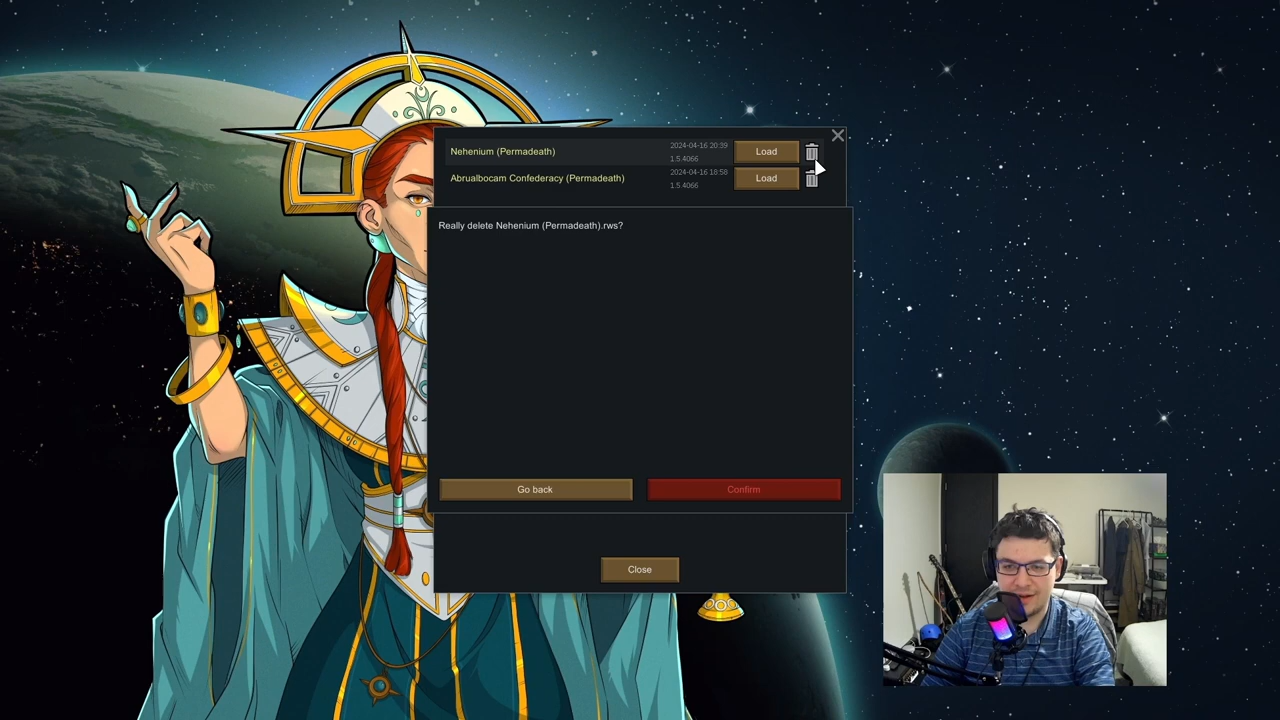 Nehenium (Permadeath)
2024-04-16 20:39
1.5.4066
Load
Abrualbocam Confederacy (Permadeath)
2024-04-16 18:58
1.5.4066
Load
Really delete Nehenium (Permadeath).rws?
Go back
Confirm
Close